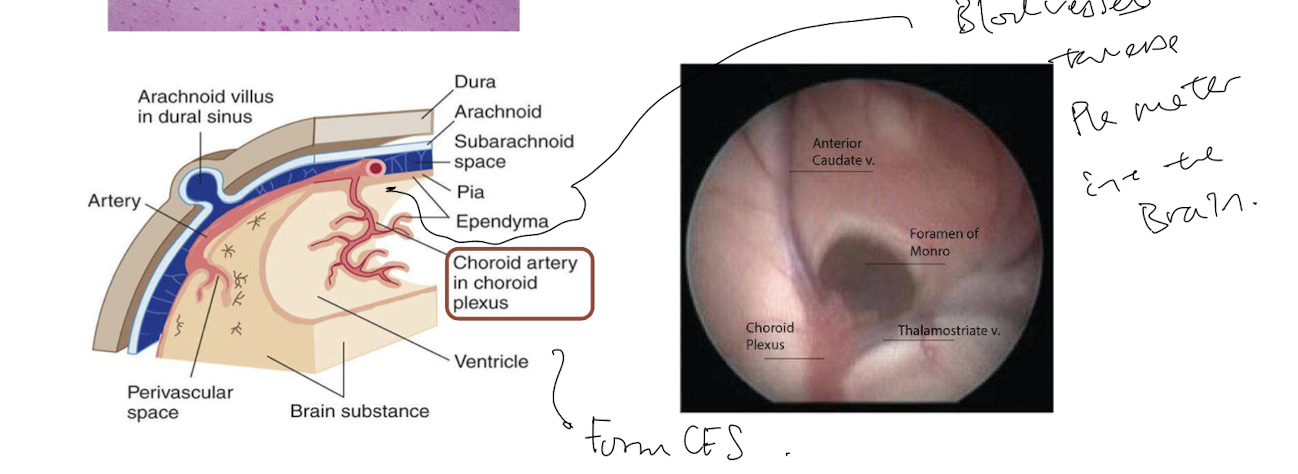 Blood vesses
traverse
Pia mater
into the
Brain.
Arachnoid villus
in dural sinus
Dura
Arachnoid
Subarachnoid
space
Artery
Pia
Ependyma
Choroid artery
in choroid
plexus
Ventricle
Perivascular
space
Brain substance
Form CFS.
Anterior
Caudate v.
Foramen of
Monro
Choroid
Plexus
Thalamostriate v.